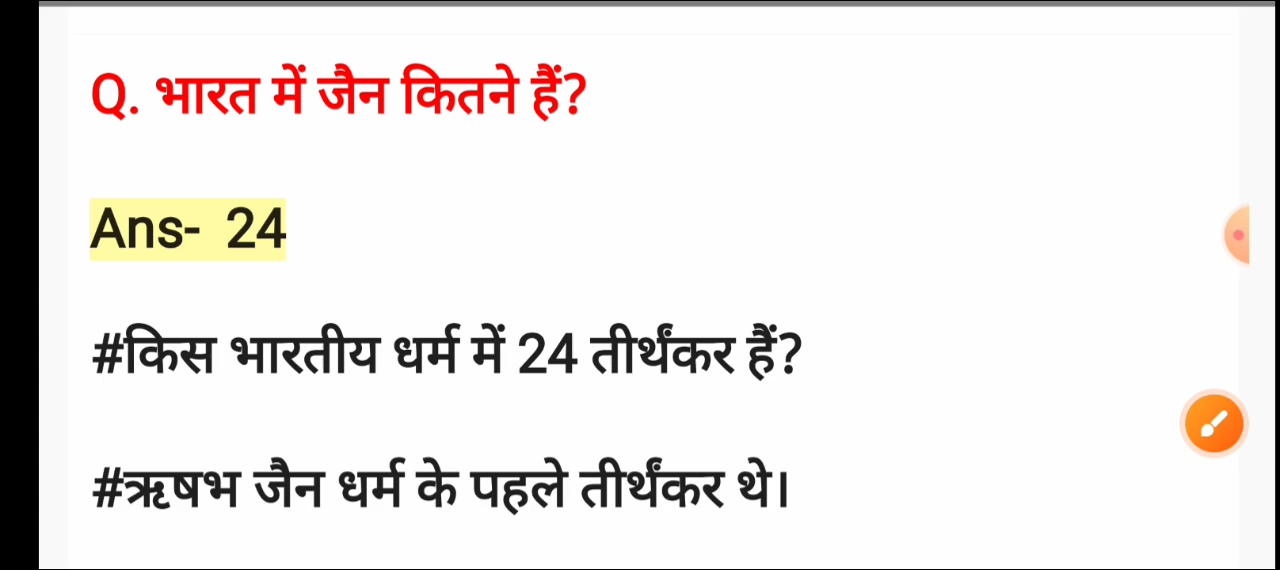 Q. भारत में जैन कितने हैं?
Ans- 24
#किस भारतीय धर्म में 24 तीर्थंकर हैं?
#ऋषभ जैन धर्म के पहले तीर्थंकर थे।